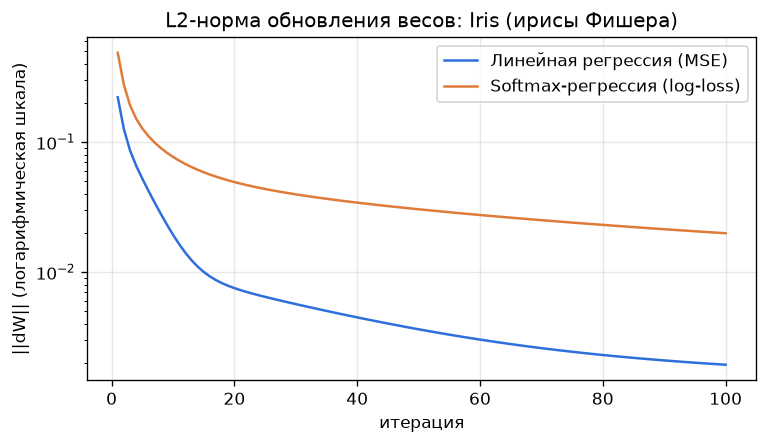 L2-норма обновления весов: Iris (ирисы Фишера)
Линейная регрессия (MSE)
Softmax-регрессия (log-loss)
||dW|| (логарифмическая шкала)
10⁻¹
10⁻²
0 20 40 60 80 100
итерация